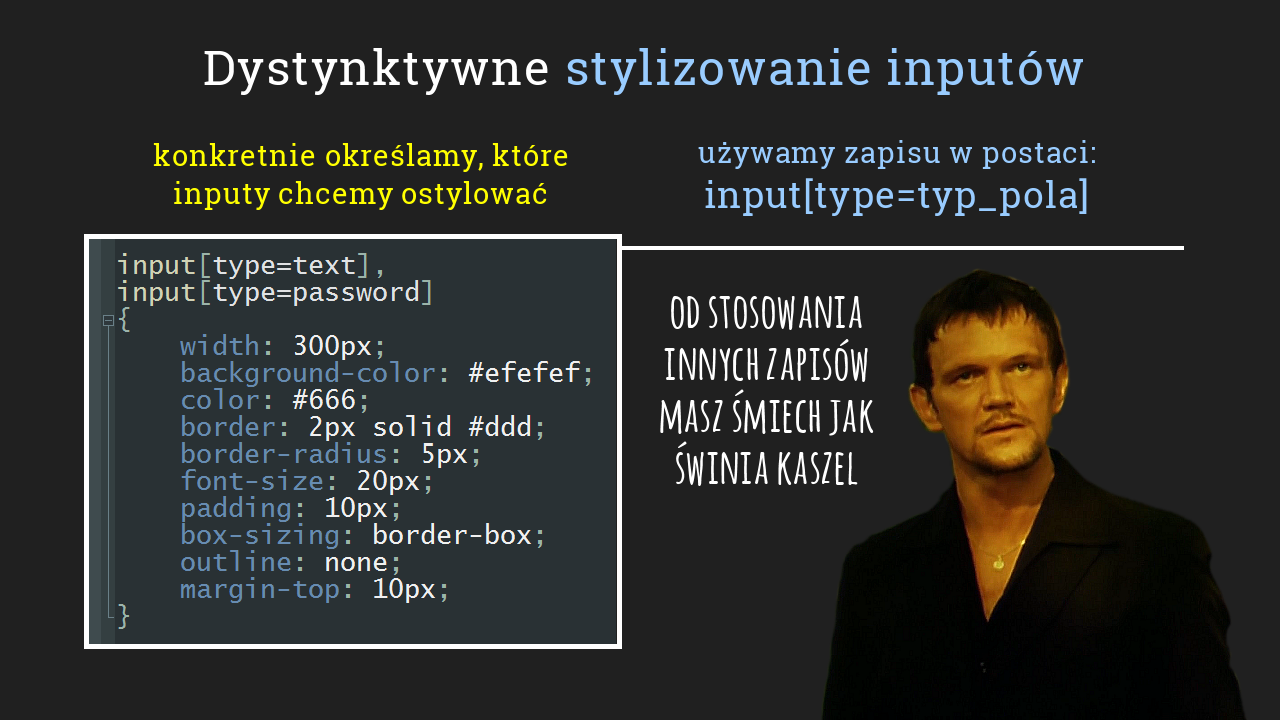 Dystynktywne stylizowanie inputów
konkretnie określamy, które
inputy chcemy ostylować
używamy zapisu w postaci:
input[type=typ_pola]
input[type=text],
input[type=password]
{
width: 300px;
background-color: #efefef;
color: #666;
border: 2px solid #ddd;
border-radius: 5px;
font-size: 20px;
padding: 10px;
box-sizing: border-box;
outline: none;
margin-top: 10px;
}
OD STOSOWANIA
INNYCH ZAPISÓW
MASZ ŚMIECH JAK
ŚWINIA KASZEL